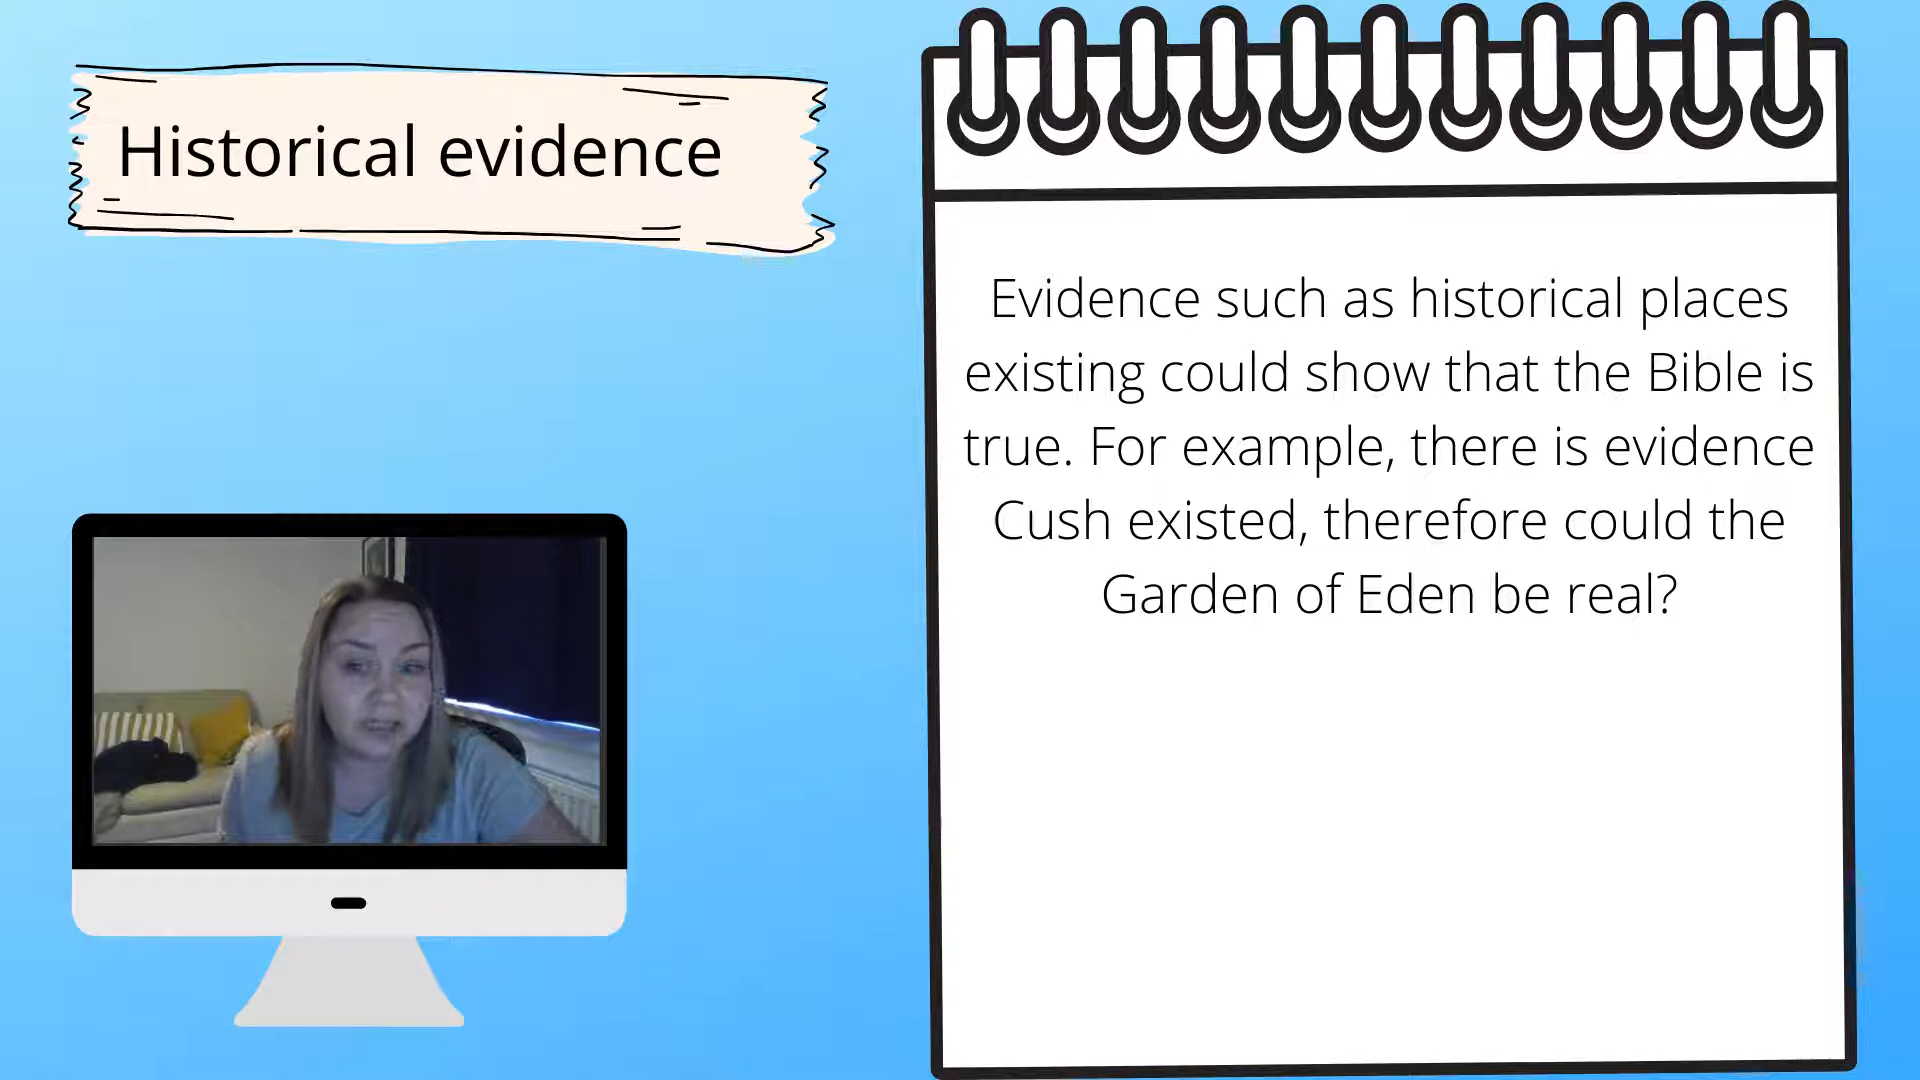 Historical evidence
Evidence such as historical places
existing could show that the Bible is
true. For example, there is evidence
Cush existed, therefore could the
Garden of Eden be real?